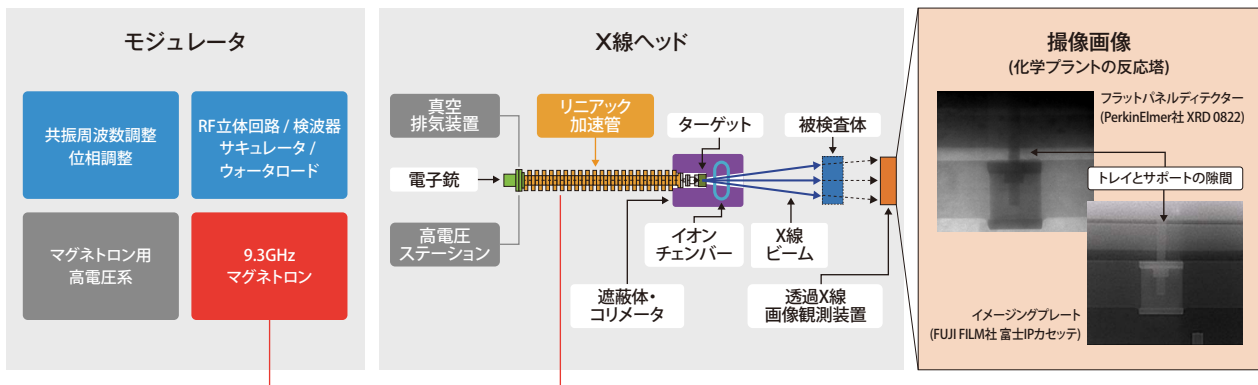 モジュレータ
共振周波数調整
位相調整
RF立体回路 / 検波器
サキュレータ /
ウォータロード
マグネトロン用
高電圧系
9.3GHz
マグネトロン
X線ヘッド
真空
排気装置
リニアック
加速管
ターゲット
被検査体
電子銃
高電圧
ステーション
イオン
チェンバー
X線
ビーム
遮蔽体・
コリメータ
透過X線
画像観測装置
撮像画像
(化学プラントの反応塔)
フラットパネルディテクター
(PerkinElmer社 XRD 0822)
トレイとサポートの隙間
イメージングプレート
(FUJI FILM社 富士IPカセッテ)